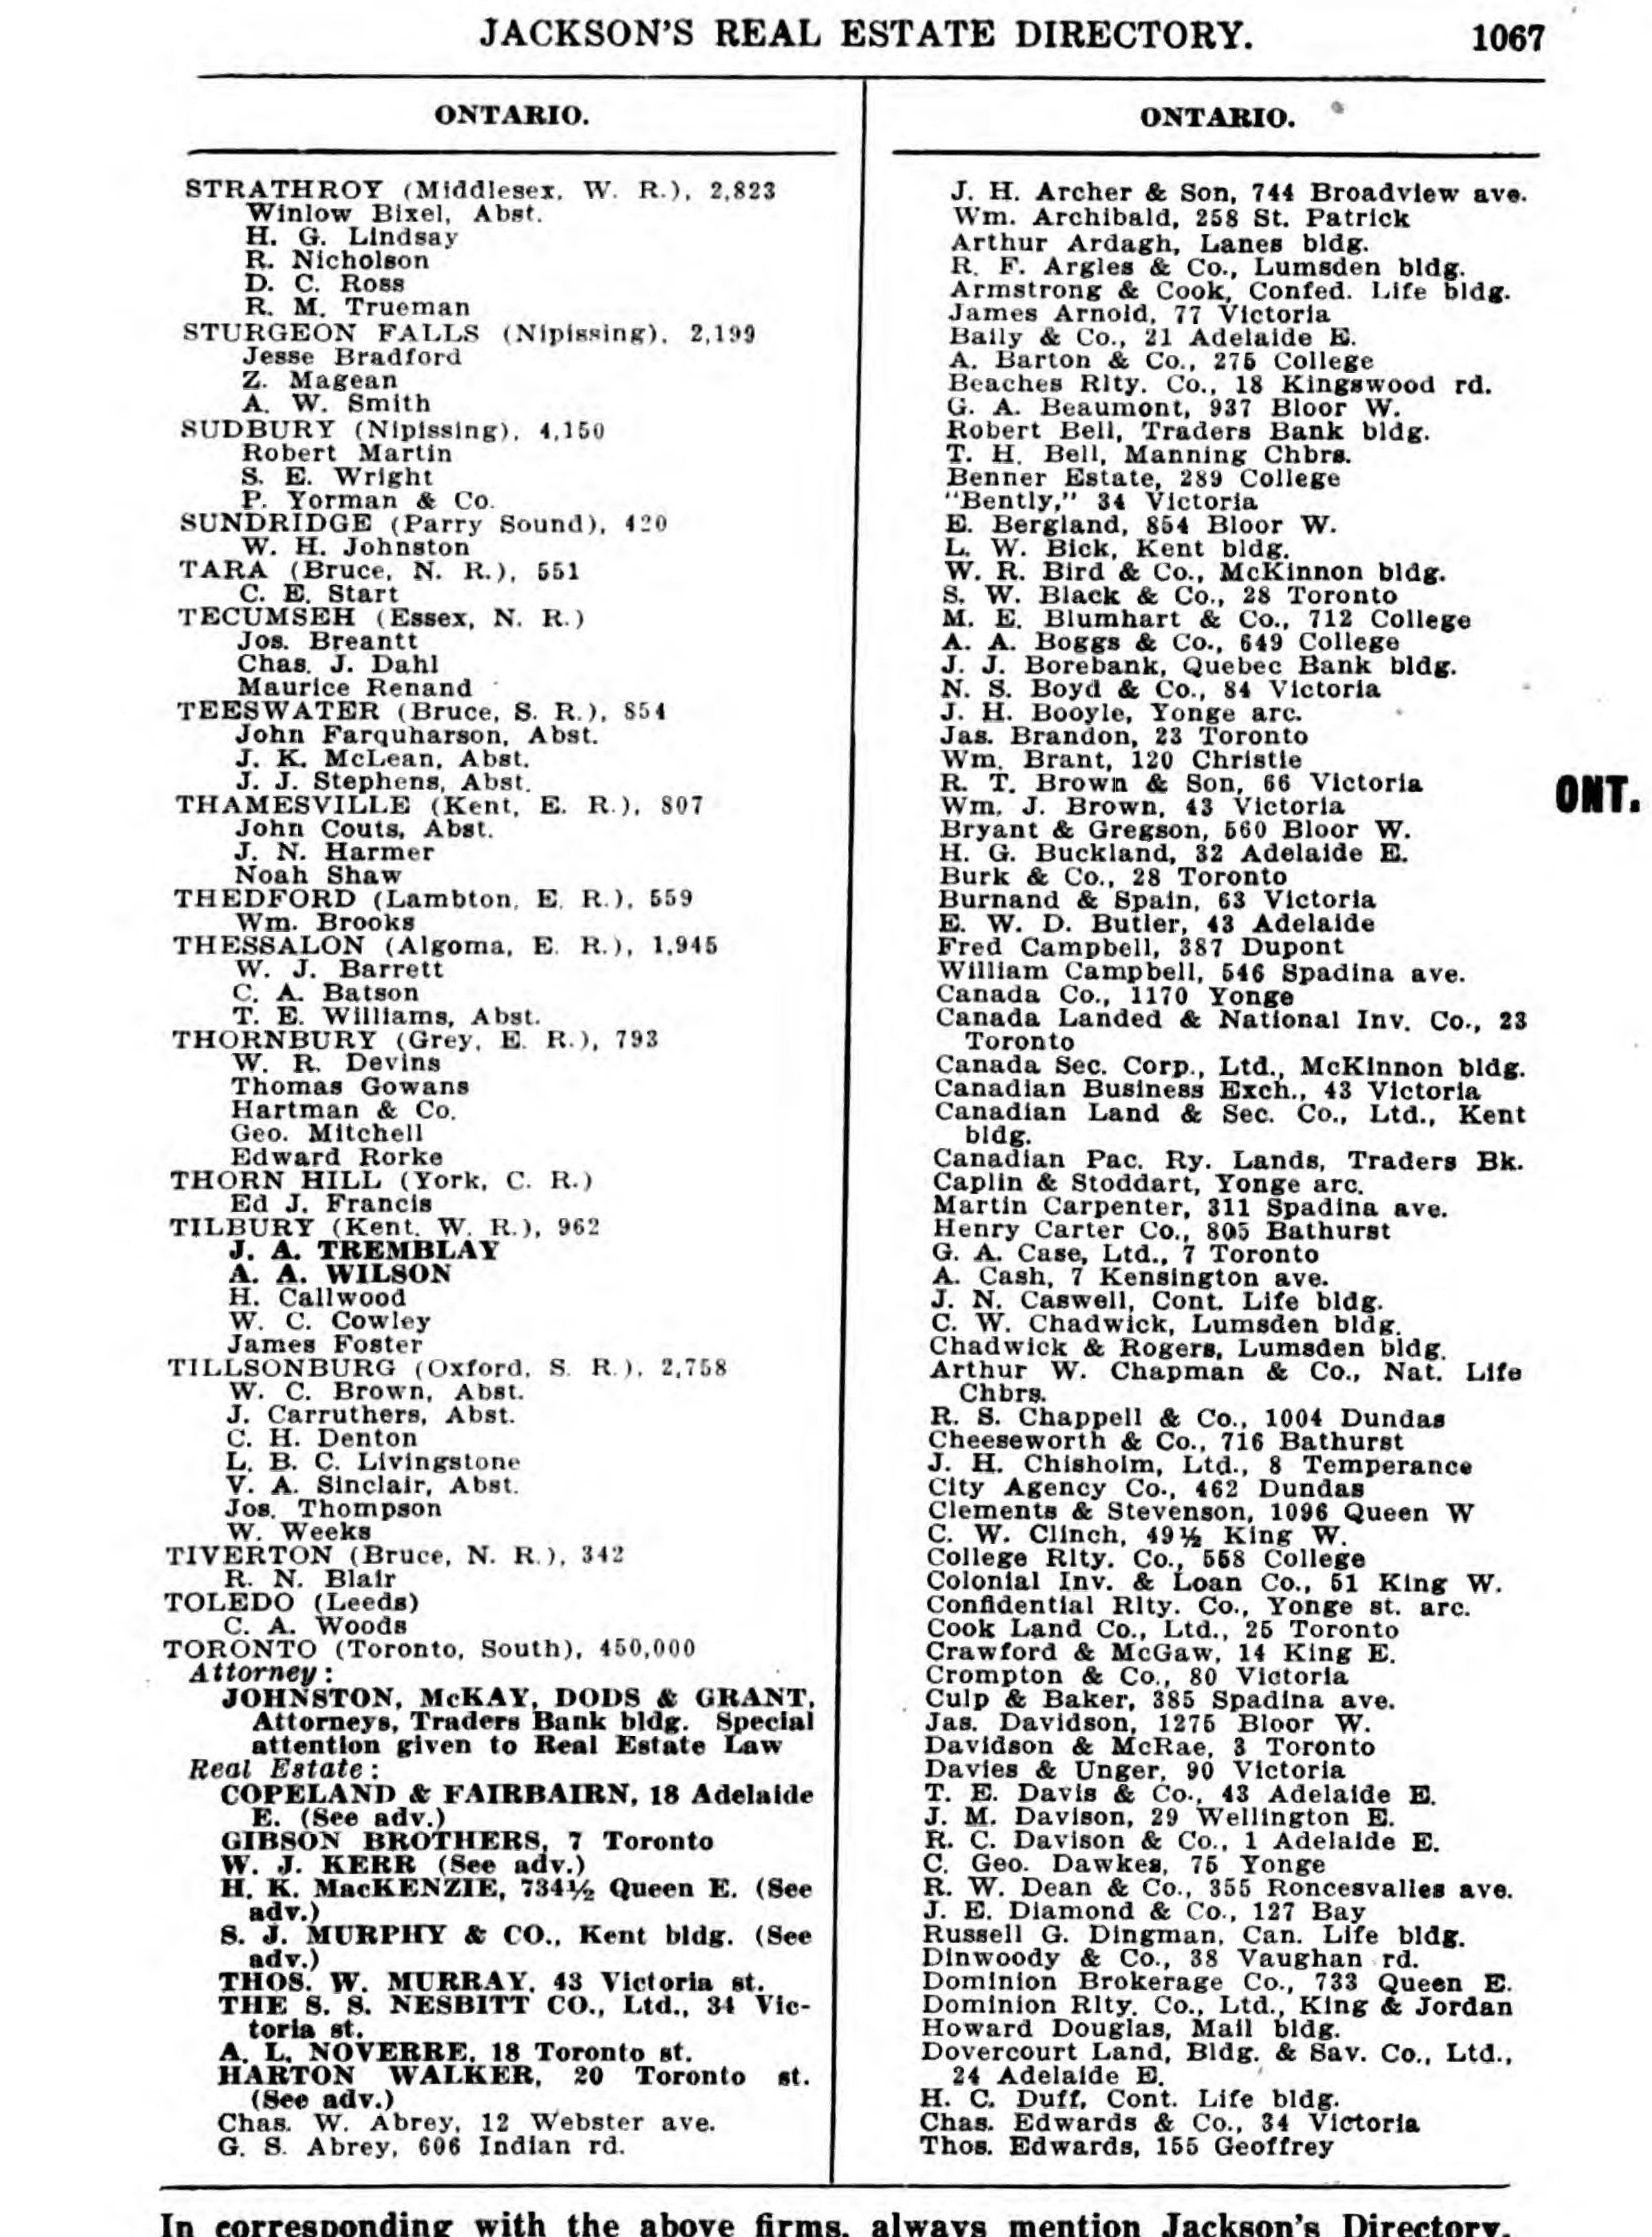 JACKSON'S REAL ESTATE DIRECTORY. 1067
ONTARIO.
STRATHROY (Middlesex, W. R.), 2,823
Winlow Bixel, Abst.
H. G. Lindsay
R. Nicholson
D. C. Ross
R. M. Trueman
STURGEON FALLS (Nipissing), 2,199
Jesse Bradford
Z. Magean
A. W. Smith
SUDBURY (Nipissing), 4,150
Robert Martin
S. E. Wright
P. Yorman & Co.
SUNDRIDGE (Parry Sound), 420
W. H. Johnston
TARA (Bruce, N. R.), 551
C. E. Start
TECUMSEH (Essex, N. R.)
Jos. Breantt
Chas. J. Dahl
Maurice Renand
TEESWATER (Bruce, S. R.), 854
John Farquharson, Abst.
J. K. McLean, Abst.
J. J. Stephens, Abst.
THAMESVILLE (Kent, E. R.), 807
John Couts, Abst.
J. N. Harmer
Noah Shaw
THEDFORD (Lambton, E. R.), 559
Wm. Brooks
THESSALON (Algoma, E. R.), 1,945
W. J. Barrett
C. A. Batson
T. E. Williams, Abst.
THORNBURY (Grey, E. R.), 793
W. R. Devins
Thomas Gowans
Hartman & Co.
Geo. Mitchell
Edward Rorke
THORN HILL (York, C. R.)
Ed J. Francis
TILBURY (Kent, W. R.), 962
J. A. TREMBLAY
A. A. WILSON
H. Callwood
W. C. Cowley
James Foster
TILLSONBURG (Oxford, S. R.), 2,758
W. C. Brown, Abst.
J. Carruthers, Abst.
C. H. Denton
L. B. C. Livingstone
V. A. Sinclair, Abst.
Jos. Thompson
W. Weeks
TIVERTON (Bruce, N. R.), 342
R. N. Blair
TOLEDO (Leeds)
C. A. Woods
TORONTO (Toronto, South), 450,000
Attorney:
JOHNSTON, McKAY, DODS & GRANT,
Attorneys, Traders Bank bldg. Special
attention given to Real Estate Law
Real Estate:
COPELAND & FAIRBAIRN, 18 Adelaide
E. (See adv.)
GIBSON BROTHERS, 7 Toronto
W. J. KERR (See adv.)
H. K. MacKENZIE, 734½ Queen E. (See
adv.)
S. J. MURPHY & CO., Kent bldg. (See
adv.)
THOS. W. MURRAY, 43 Victoria st.
THE S. S. NESBITT CO., Ltd., 34 Vic-
toria st.
A. L. NOVERRE, 18 Toronto st.
HARTON WALKER, 20 Toronto st.
(See adv.)
Chas. W. Abrey, 12 Webster ave.
G. S. Abrey, 606 Indian rd.
ONTARIO.
J. H. Archer & Son, 744 Broadview ave.
Wm. Archibald, 258 St. Patrick
Arthur Ardagh, Lanes bldg.
R. F. Argles & Co., Lumsden bldg.
Armstrong & Cook, Confed. Life bldg.
James Arnold, 77 Victoria
Baily & Co., 21 Adelaide E.
A. Barton & Co., 275 College
Beaches Rlty. Co., 18 Kingswood rd.
G. A. Beaumont, 937 Bloor W.
Robert Bell, Traders Bank bldg.
T. H. Bell, Manning Chbrs.
Benner Estate, 289 College
"Bently," 34 Victoria
E. Bergland, 854 Bloor W.
L. W. Bick, Kent bldg.
W. R. Bird & Co., McKinnon bldg.
S. W. Black & Co., 28 Toronto
M. E. Blumhart & Co., 712 College
A. A. Boggs & Co., 649 College
J. J. Borebank, Quebec Bank bldg.
N. S. Boyd & Co., 84 Victoria
J. H. Booyle, Yonge arc.
Jas. Brandon, 23 Toronto
Wm. Brant, 120 Christie
R. T. Brown & Son, 66 Victoria
Wm. J. Brown, 43 Victoria
Bryant & Gregson, 560 Bloor W.
H. G. Buckland, 32 Adelaide E.
Burk & Co., 28 Toronto
Burnand & Spain, 63 Victoria
E. W. D. Butler, 43 Adelaide
Fred Campbell, 387 Dupont
William Campbell, 546 Spadina ave.
Canada Co., 1170 Yonge
Canada Landed & National Inv. Co., 23
Toronto
Canada Sec. Corp., Ltd., McKinnon bldg.
Canadian Business Exch., 43 Victoria
Canadian Land & Sec. Co., Ltd., Kent
bldg.
Canadian Pac. Ry. Lands, Traders Bk.
Caplin & Stoddart, Yonge arc.
Martin Carpenter, 311 Spadina ave.
Henry Carter Co., 805 Bathurst
G. A. Case, Ltd., 7 Toronto
A. Cash, 7 Kensington ave.
J. N. Caswell, Cont. Life bldg.
C. W. Chadwick, Lumsden bldg.
Chadwick & Rogers, Lumsden bldg.
Arthur W. Chapman & Co., Nat. Life
Chbrs.
R. S. Chappell & Co., 1004 Dundas
Cheeseworth & Co., 716 Bathurst
J. H. Chisholm, Ltd., 8 Temperance
City Agency Co., 462 Dundas
Clements & Stevenson, 1096 Queen W
C. W. Clinch, 49½ King W.
College Rlty. Co., 558 College
Colonial Inv. & Loan Co., 51 King W.
Confidential Rlty. Co., Yonge st. arc.
Cook Land Co., Ltd., 25 Toronto
Crawford & McGaw, 14 King E.
Crompton & Co., 80 Victoria
Culp & Baker, 385 Spadina ave.
Jas. Davidson, 1275 Bloor W.
Davidson & McRae, 3 Toronto
Davies & Unger, 90 Victoria
T. E. Davis & Co., 43 Adelaide E.
J. M. Davison, 29 Wellington E.
R. C. Davison & Co., 1 Adelaide E.
C. Geo. Dawkes, 75 Yonge
R. W. Dean & Co., 355 Roncesvalles ave.
J. E. Diamond & Co., 127 Bay
Russell G. Dingman, Can. Life bldg.
Dinwoody & Co., 38 Vaughan rd.
Dominion Brokerage Co., 733 Queen E.
Dominion Rlty. Co., Ltd., King & Jordan
Howard Douglas, Mail bldg.
Dovercourt Land, Bldg. & Sav. Co., Ltd.,
24 Adelaide E.
H. C. Duff, Cont. Life bldg.
Chas. Edwards & Co., 34 Victoria
Thos. Edwards, 155 Geoffrey
ONT.
In corresponding with the above firms, always mention Jackson's Directory.